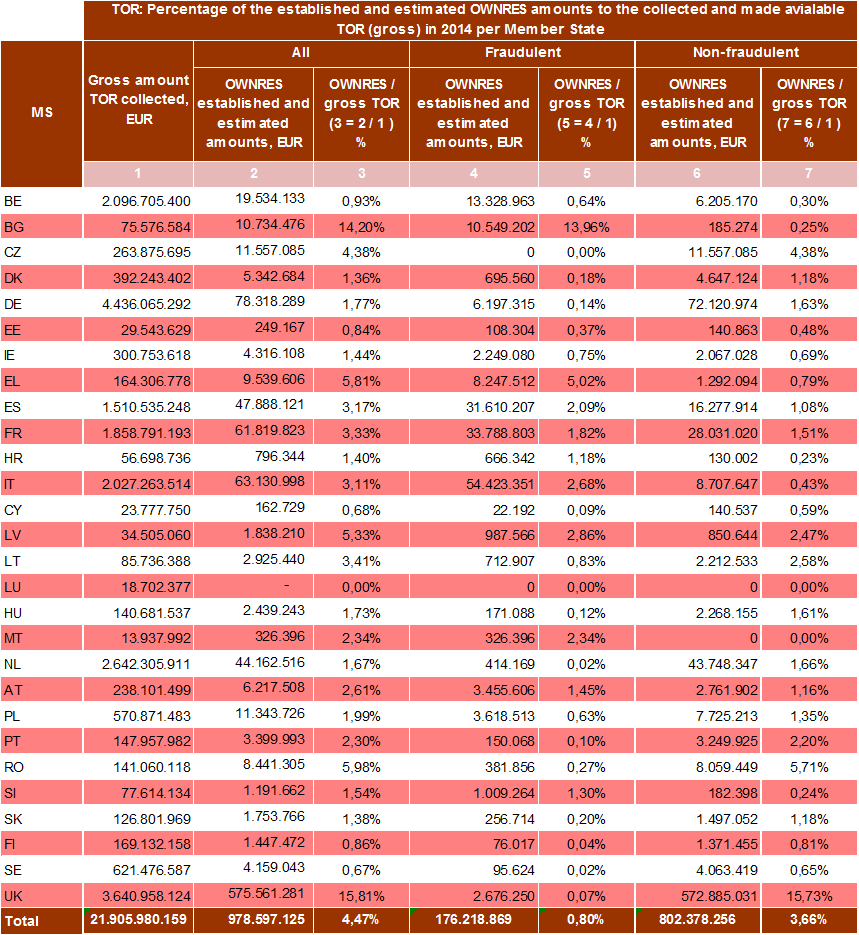 TOR: Percentage of the established and estimated OWNRES amounts to the collected and made avialable
TOR (gross) in 2014 per Member State
MS
Gross amount
TOR collected,
EUR
All
Fraudulent
Non-fraudulent
OWNRES
established and
estimated
amounts, EUR
OWNRES /
gross TOR
(3 = 2 / 1 )
%
OWNRES
established and
estimated
amounts, EUR
OWNRES /
gross TOR
(5 = 4 / 1)
%
OWNRES
established and
estimated
amounts, EUR
OWNRES /
gross TOR
(7 = 6 / 1 )
%
1 2 3 4 5 6 7
BE 2.096.705.400 19.534.133 0,93% 13.328.963 0,64% 6.205.170 0,30%
BG 75.576.584 10.734.476 14,20% 10.549.202 13,96% 185.274 0,25%
CZ 263.875.695 11.557.085 4,38% 0 0,00% 11.557.085 4,38%
DK 392.243.402 5.342.684 1,36% 695.560 0,18% 4.647.124 1,18%
DE 4.436.065.292 78.318.289 1,77% 6.197.315 0,14% 72.120.974 1,63%
EE 29.543.629 249.167 0,84% 108.304 0,37% 140.863 0,48%
IE 300.753.618 4.316.108 1,44% 2.249.080 0,75% 2.067.028 0,69%
EL 164.306.778 9.539.606 5,81% 8.247.512 5,02% 1.292.094 0,79%
ES 1.510.535.248 47.888.121 3,17% 31.610.207 2,09% 16.277.914 1,08%
FR 1.858.791.193 61.819.823 3,33% 33.788.803 1,82% 28.031.020 1,51%
HR 56.698.736 796.344 1,40% 666.342 1,18% 130.002 0,23%
IT 2.027.263.514 63.130.998 3,11% 54.423.351 2,68% 8.707.647 0,43%
CY 23.777.750 162.729 0,68% 22.192 0,09% 140.537 0,59%
LV 34.505.060 1.838.210 5,33% 987.566 2,86% 850.644 2,47%
LT 85.736.388 2.925.440 3,41% 712.907 0,83% 2.212.533 2,58%
LU 18.702.377 - 0,00% 0 0,00% 0 0,00%
HU 140.681.537 2.439.243 1,73% 171.088 0,12% 2.268.155 1,61%
MT 13.937.992 326.396 2,34% 326.396 2,34% 0 0,00%
NL 2.642.305.911 44.162.516 1,67% 414.169 0,02% 43.748.347 1,66%
AT 238.101.499 6.217.508 2,61% 3.455.606 1,45% 2.761.902 1,16%
PL 570.871.483 11.343.726 1,99% 3.618.513 0,63% 7.725.213 1,35%
PT 147.957.982 3.399.993 2,30% 150.068 0,10% 3.249.925 2,20%
RO 141.060.118 8.441.305 5,98% 381.856 0,27% 8.059.449 5,71%
SI 77.614.134 1.191.662 1,54% 1.009.264 1,30% 182.398 0,24%
SK 126.801.969 1.753.766 1,38% 256.714 0,20% 1.497.052 1,18%
FI 169.132.158 1.447.472 0,86% 76.017 0,04% 1.371.455 0,81%
SE 621.476.587 4.159.043 0,67% 95.624 0,02% 4.063.419 0,65%
UK 3.640.958.124 575.561.281 15,81% 2.676.250 0,07% 572.885.031 15,73%
Total 21.905.980.159 978.597.125 4,47% 176.218.869 0,80% 802.378.256 3,66%